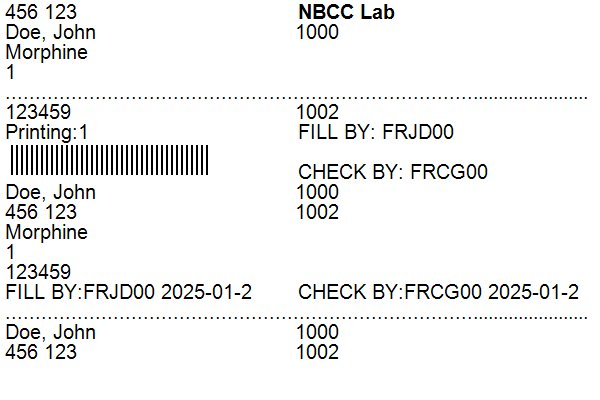 456 123 NBCC Lab
Doe, John 1000
Morphine
1
123459 1002
Printing:1 FILL BY: FRJD00
CHECK BY: FRCG00
Doe, John 1000
456 123 1002
Morphine
1
123459
FILL BY:FRJD00 2025-01-2 CHECK BY:FRCG00 2025-01-2
Doe, John 1000
456 123 1002